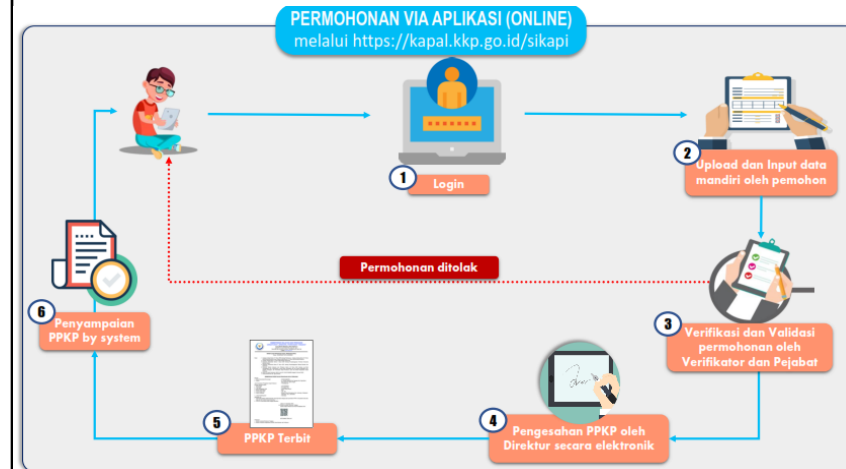 PERMOHONAN VIA APLIKASI (ONLINE)
melalui https://kapal.kkp.go.id/sikapi
1
Login
2
Upload dan Input data
mandiri oleh pemohon
Permohonan ditolak
3
Verifikasi dan Validasi
permohonan oleh
Verifikator dan Pejabat
4
Pengesahan PPKP oleh
Direktur secara elektronik
5
PPKP Terbit
6
Penyampaian
PPKP by system